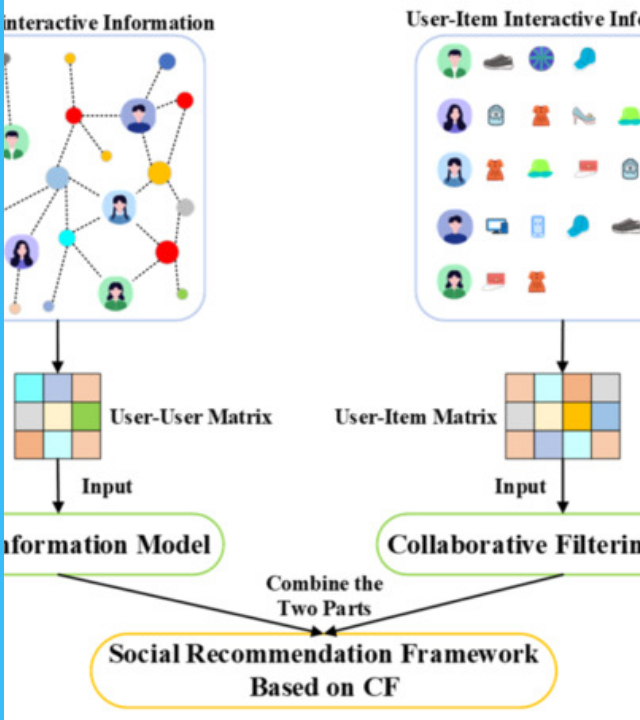 interactive Information
User-Item Interactive Info
User-User Matrix
User-Item Matrix
Input
Input
nformation Model
Collaborative Filterin
Combine the
Two Parts
Social Recommendation Framework
Based on CF